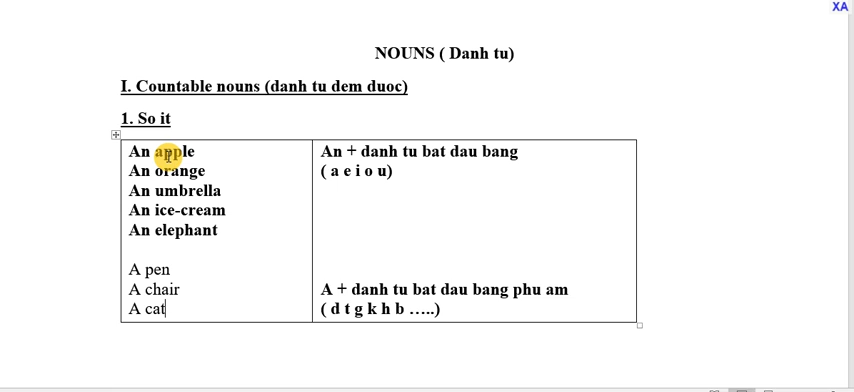 XA
NOUNS ( Danh tu)
I. Countable nouns (danh tu dem duoc)
1. So it
An apple
An orange
An umbrella
An ice-cream
An elephant
A pen
A chair
A cat
An + danh tu bat dau bang
( a e i o u)
A + danh tu bat dau bang phu am
( d t g k h b …..)